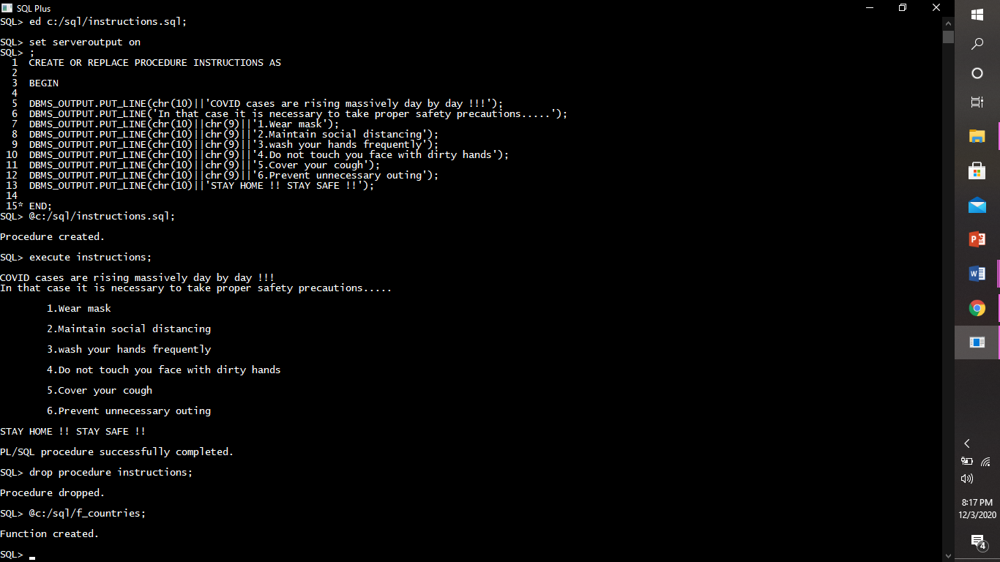 SQL Plus
SQL> ed c:/sql/instructions.sql;
SQL> set serveroutput on
SQL> ;
1 CREATE OR REPLACE PROCEDURE INSTRUCTIONS AS
2
3 BEGIN
4
5 DBMS_OUTPUT.PUT_LINE(chr(10)||'COVID cases are rising massively day by day !!!');
6 DBMS_OUTPUT.PUT_LINE('In that case it is necessary to take proper safety precautions.....');
7 DBMS_OUTPUT.PUT_LINE(chr(10)||chr(9)||'1.Wear mask');
8 DBMS_OUTPUT.PUT_LINE(chr(10)||chr(9)||'2.Maintain social distancing');
9 DBMS_OUTPUT.PUT_LINE(chr(10)||chr(9)||'3.wash your hands frequently');
10 DBMS_OUTPUT.PUT_LINE(chr(10)||chr(9)||'4.Do not touch you face with dirty hands');
11 DBMS_OUTPUT.PUT_LINE(chr(10)||chr(9)||'5.Cover your cough');
12 DBMS_OUTPUT.PUT_LINE(chr(10)||chr(9)||'6.Prevent unnecessary outing');
13 DBMS_OUTPUT.PUT_LINE(chr(10)||'STAY HOME !! STAY SAFE !!');
14
15* END;
SQL> @c:/sql/instructions.sql;
Procedure created.
SQL> execute instructions;
COVID cases are rising massively day by day !!!
In that case it is necessary to take proper safety precautions.....
1.Wear mask
2.Maintain social distancing
3.wash your hands frequently
4.Do not touch you face with dirty hands
5.Cover your cough
6.Prevent unnecessary outing
STAY HOME !! STAY SAFE !!
PL/SQL procedure successfully completed.
SQL> drop procedure instructions;
Procedure dropped.
SQL> @c:/sql/f_countries;
Function created.
SQL>
8:17 PM
12/3/2020
4